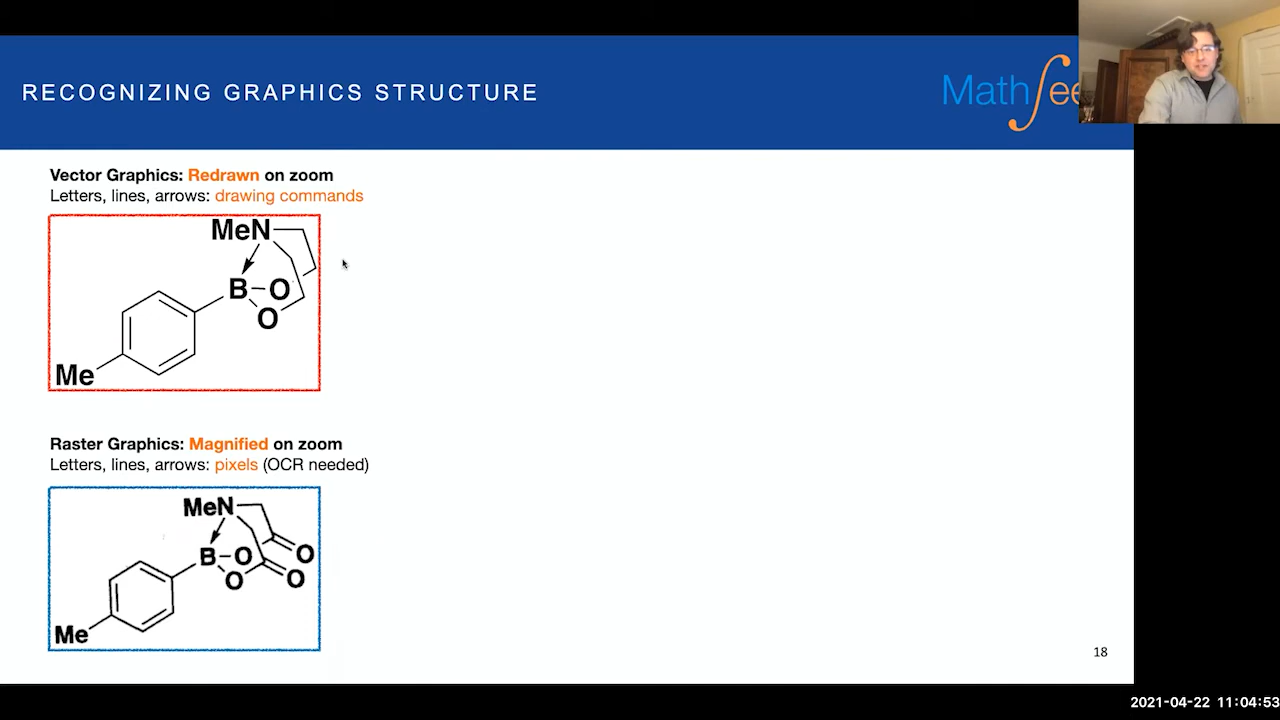 RECOGNIZING GRAPHICS STRUCTURE
Math∫ee
Vector Graphics: Redrawn on zoom
Letters, lines, arrows: drawing commands
MeN
B
O
O
Me
Raster Graphics: Magnified on zoom
Letters, lines, arrows: pixels (OCR needed)
MeN
B
O
O
O
O
Me
18
2021-04-22 11:04:53